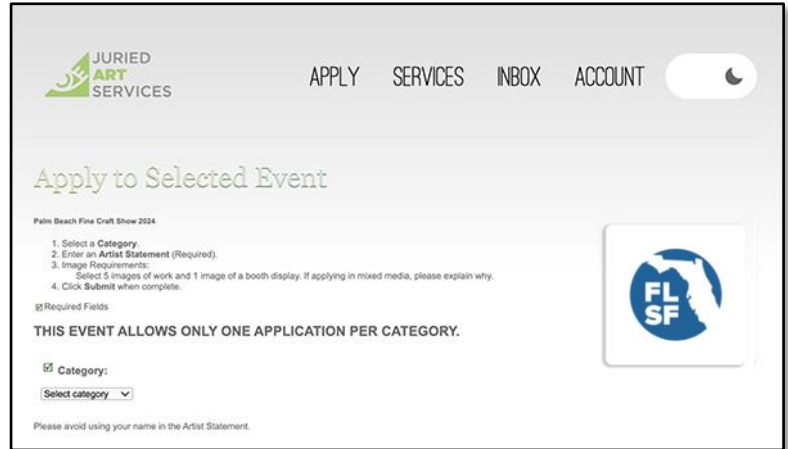 JURIED
ART
SERVICES
APPLY SERVICES INBOX ACCOUNT
Apply to Selected Event
Palm Beach Fine Craft Show 2024
1. Select a Category.
2. Enter an Artist Statement (Required).
3. Image Requirements:
Select 5 images of work and 1 image of a booth display. If applying in mixed media, please explain why.
4. Click Submit when complete.
Required Fields
THIS EVENT ALLOWS ONLY ONE APPLICATION PER CATEGORY.
Category:
Select category
Please avoid using your name in the Artist Statement.
FL
SF